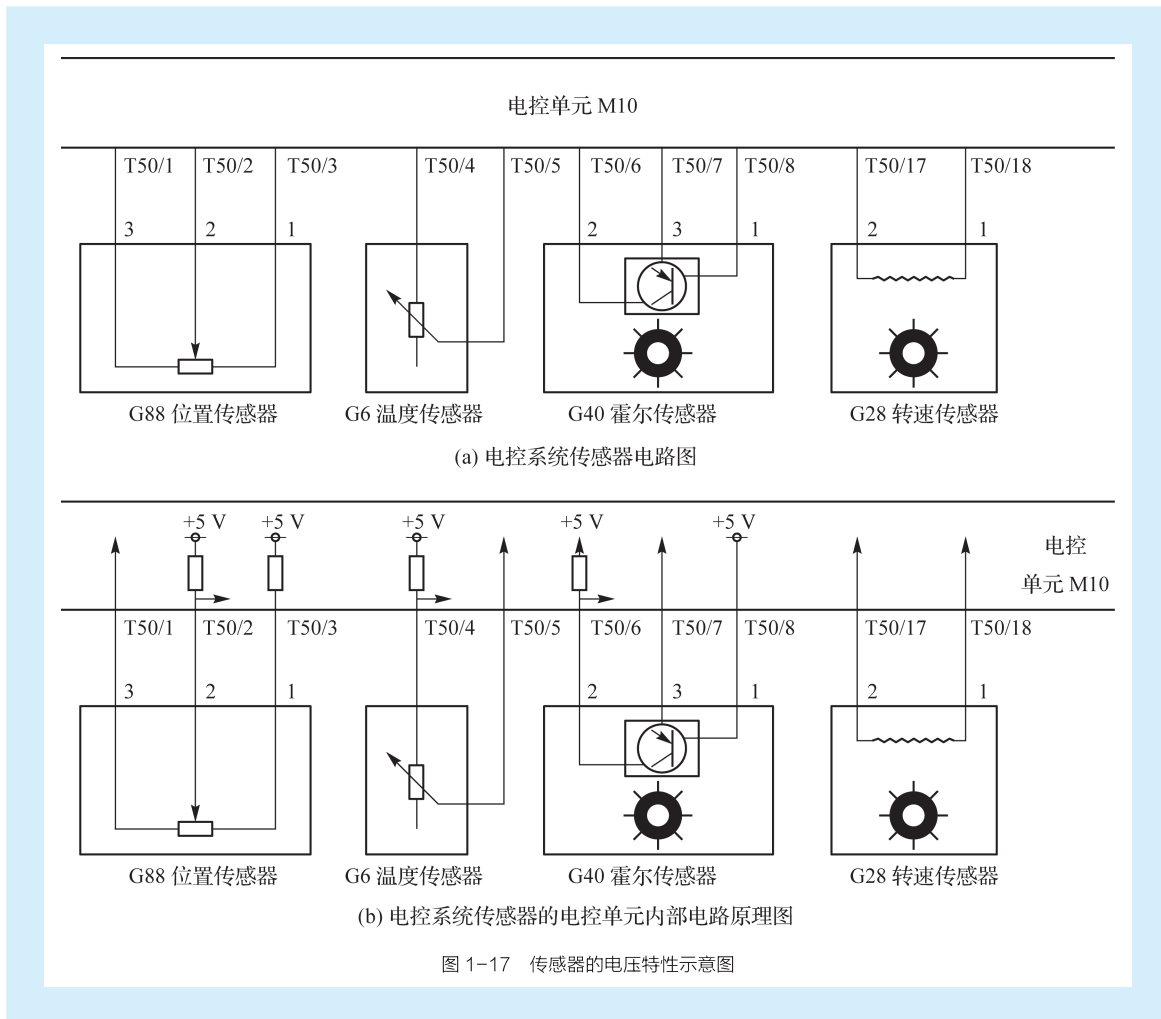 电控单元 M10
T50/1 T50/2 T50/3 T50/4 T50/5 T50/6 T50/7 T50/8 T50/17 T50/18
3 2 1 2 3 1 2 1
G88 位置传感器 G6 温度传感器 G40 霍尔传感器 G28 转速传感器
(a) 电控系统传感器电路图
+5 V +5 V +5 V +5 V +5 V
电控
单元 M10
T50/1 T50/2 T50/3 T50/4 T50/5 T50/6 T50/7 T50/8 T50/17 T50/18
3 2 1 2 3 1 2 1
G88 位置传感器 G6 温度传感器 G40 霍尔传感器 G28 转速传感器
(b) 电控系统传感器的电控单元内部电路原理图
图 1-17 传感器的电压特性示意图